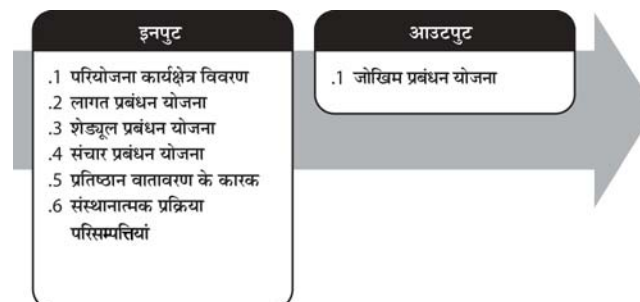 इनपुट
.1 परियोजना कार्यक्षेत्र विवरण
.2 लागत प्रबंधन योजना
.3 शेड्यूल प्रबंधन योजना
.4 संचार प्रबंधन योजना
.5 प्रतिष्ठान वातावरण के कारक
.6 संस्थानात्मक प्रक्रिया
परिसम्पत्तियां
आउटपुट
.1 जोखिम प्रबंधन योजना